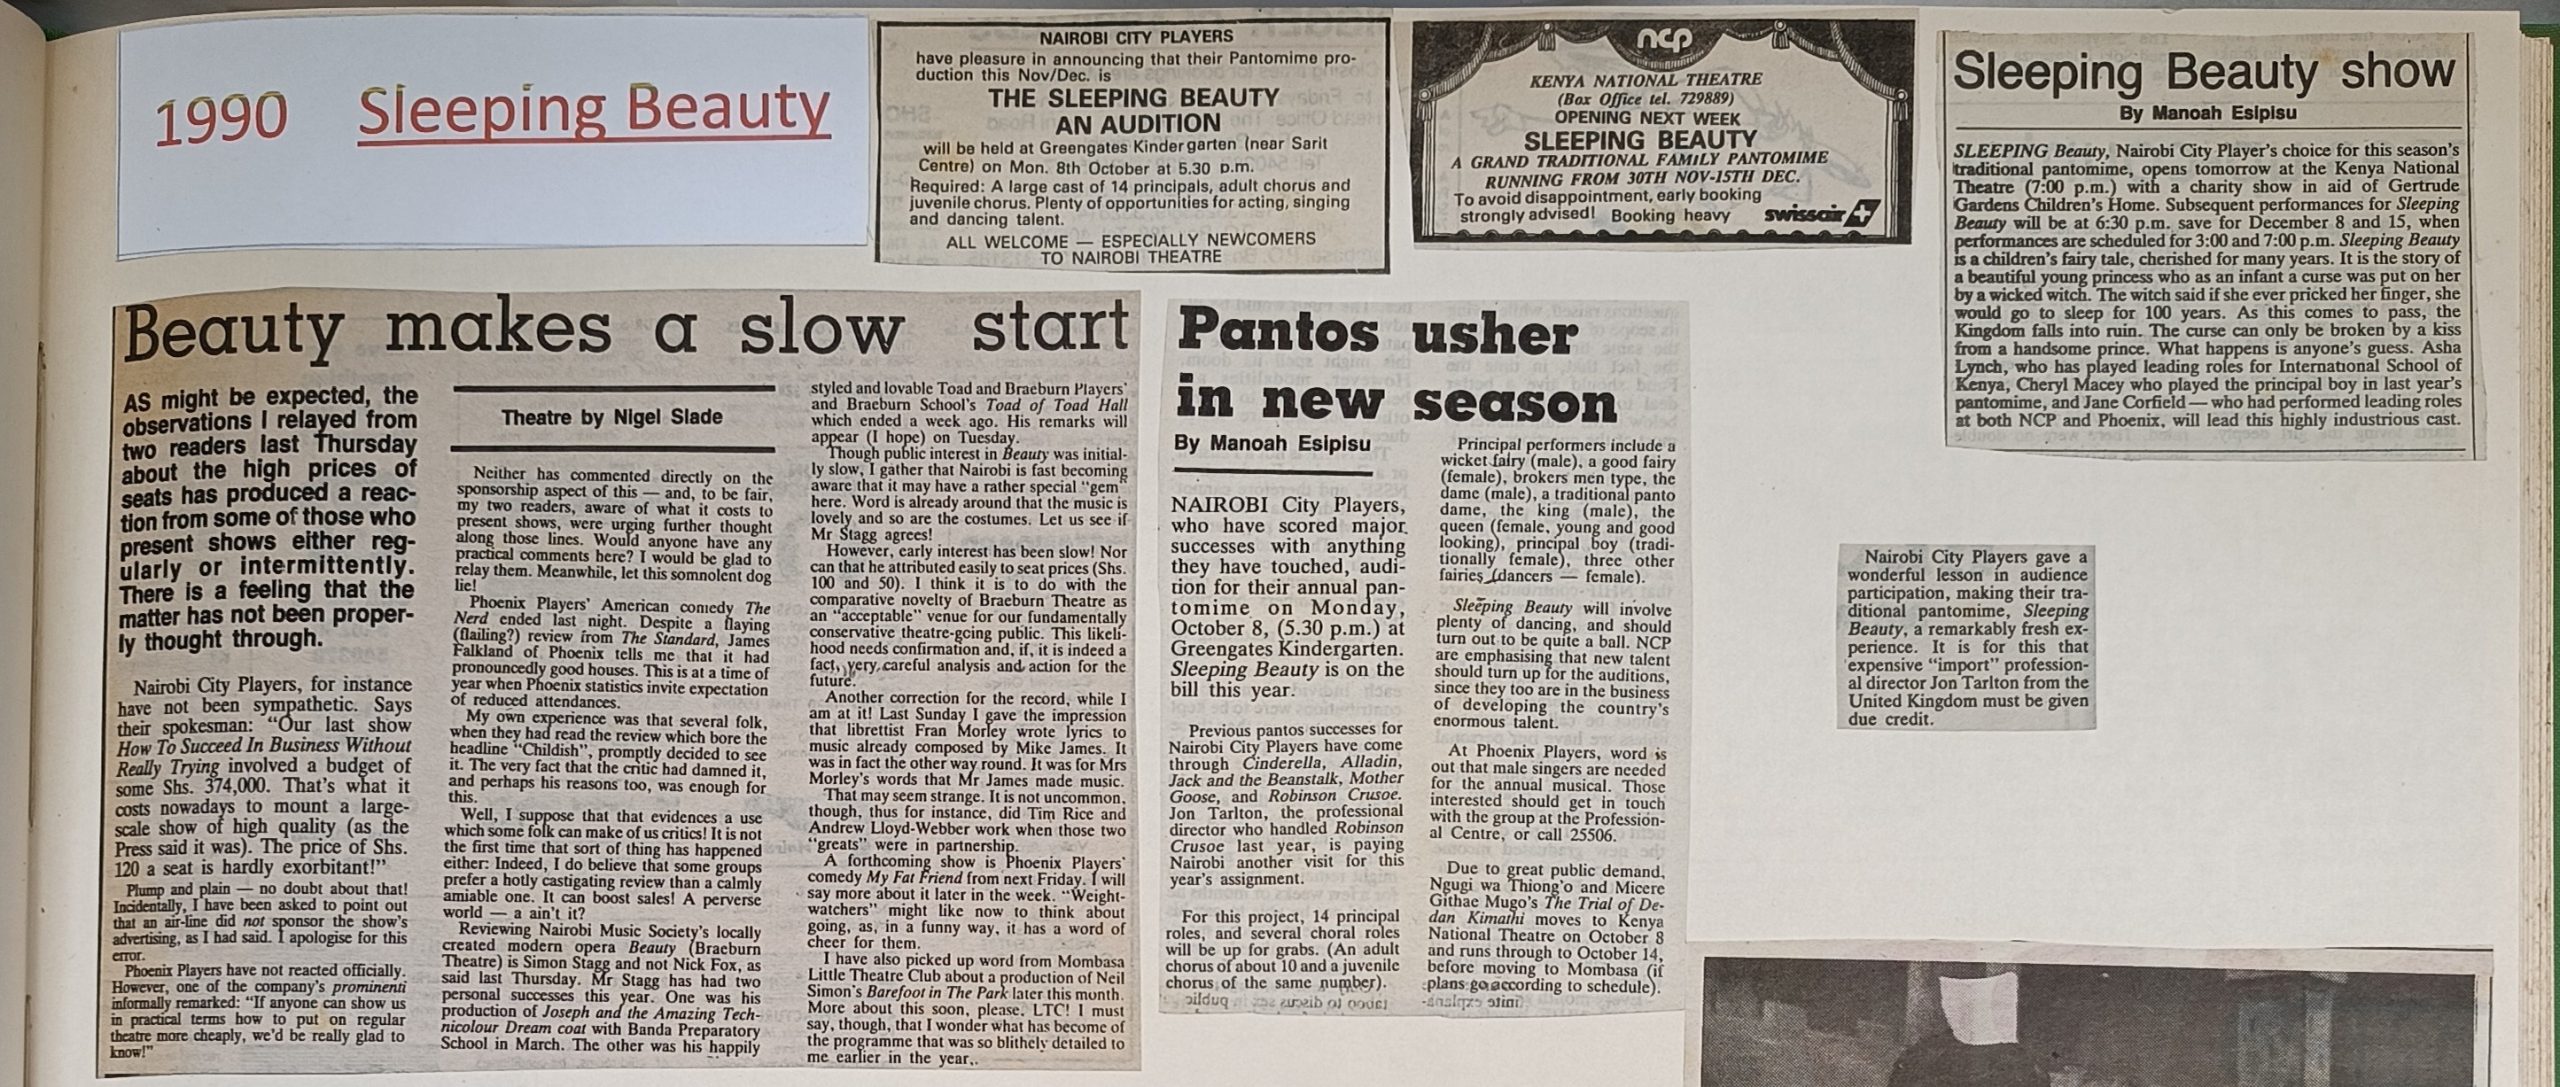 1990 Sleeping Beauty
NAIROBI CITY PLAYERS
have pleasure in announcing that their Pantomime pro-
duction this Nov/Dec. is
THE SLEEPING BEAUTY
AN AUDITION
will be held at Greengates Kindergarten (near Sarit
Centre) on Mon. 8th October at 5.30 p.m.
Required: A large cast of 14 principals, adult chorus and
juvenile chorus. Plenty of opportunities for acting, singing
and dancing talent.
ALL WELCOME — ESPECIALLY NEWCOMERS
TO NAIROBI THEATRE
ncp
KENYA NATIONAL THEATRE
(Box Office tel. 729889)
OPENING NEXT WEEK
SLEEPING BEAUTY
A GRAND TRADITIONAL FAMILY PANTOMIME
RUNNING FROM 30TH NOV-15TH DEC.
To avoid disappointment, early booking
strongly advised! Booking heavy swissair
Sleeping Beauty show
By Manoah Esipisu
SLEEPING Beauty, Nairobi City Player's choice for this season's
traditional pantomime, opens tomorrow at the Kenya National
Theatre (7:00 p.m.) with a charity show in aid of Gertrude
Gardens Children's Home. Subsequent performances for Sleeping
Beauty will be at 6:30 p.m. save for December 8 and 15, when
performances are scheduled for 3:00 and 7:00 p.m. Sleeping Beauty
is a children's fairy tale, cherished for many years. It is the story of
a beautiful young princess who as an infant a curse was put on her
by a wicked witch. The witch said if she ever pricked her finger, she
would go to sleep for 100 years. As this comes to pass, the
Kingdom falls into ruin. The curse can only be broken by a kiss
from a handsome prince. What happens is anyone's guess. Asha
Lynch, who has played leading roles for International School of
Kenya, Cheryl Macey who played the principal boy in last year's
pantomime, and Jane Corfield — who had performed leading roles
at both NCP and Phoenix, will lead this highly industrious cast.
Beauty makes a slow start
AS might be expected, the
observations I relayed from
two readers last Thursday
about the high prices of
seats has produced a reac-
tion from some of those who
present shows either reg-
ularly or intermittently.
There is a feeling that the
matter has not been proper-
ly thought through.
Nairobi City Players, for instance
have not been sympathetic. Says
their spokesman: "Our last show
How To Succeed In Business Without
Really Trying involved a budget of
some Shs. 374,000. That's what it
costs nowadays to mount a large-
scale show of high quality (as the
Press said it was). The price of Shs.
120 a seat is hardly exorbitant!"
Plump and plain — no doubt about that!
Incidentally, I have been asked to point out
that an air-line did not sponsor the show's
advertising, as I had said. I apologise for this
error.
Phoenix Players have not reacted officially.
However, one of the company's prominenti
informally remarked: "If anyone can show us
in practical terms how to put on regular
theatre more cheaply, we'd be really glad to
know!"
Theatre by Nigel Slade
Neither has commented directly on the
sponsorship aspect of this — and, to be fair,
my two readers, aware of what it costs to
present shows, were urging further thought
along those lines. Would anyone have any
practical comments here? I would be glad to
relay them. Meanwhile, let this somnolent dog
lie!
Phoenix Players' American comedy The
Nerd ended last night. Despite a flaying
(flailing?) review from The Standard, James
Falkland of Phoenix tells me that it had
pronouncedly good houses. This is at a time of
year when Phoenix statistics invite expectation
of reduced attendances.
My own experience was that several folk,
when they had read the review which bore the
headline "Childish", promptly decided to see
it. The very fact that the critic had damned it,
and perhaps his reasons too, was enough for
this.
Well, I suppose that that evidences a use
which some folk can make of us critics! It is not
the first time that sort of thing has happened
either: Indeed, I do believe that some groups
prefer a hotly castigating review than a calmly
amiable one. It can boost sales! A perverse
world — a ain't it?
Reviewing Nairobi Music Society's locally
created modern opera Beauty (Braeburn
Theatre) is Simon Stagg and not Nick Fox, as
said last Thursday. Mr Stagg has had two
personal successes this year. One was his
production of Joseph and the Amazing Tech-
nicolour Dream coat with Banda Preparatory
School in March. The other was his happily
styled and lovable Toad and Braeburn Players'
and Braeburn School's Toad of Toad Hall
which ended a week ago. His remarks will
appear (I hope) on Tuesday.
Though public interest in Beauty was initial-
ly slow, I gather that Nairobi is fast becoming
aware that it may have a rather special "gem"
here. Word is already around that the music is
lovely and so are the costumes. Let us see if
Mr Stagg agrees!
However, early interest has been slow! Nor
can that he attributed easily to seat prices (Shs.
100 and 50). I think it is to do with the
comparative novelty of Braeburn Theatre as
an "acceptable" venue for our fundamentally
conservative theatre-going public. This likeli-
hood needs confirmation and, if, it is indeed a
fact, very careful analysis and action for the
future.
Another correction for the record, while I
am at it! Last Sunday I gave the impression
that librettist Fran Morley wrote lyrics to
music already composed by Mike James. It
was in fact the other way round. It was for Mrs
Morley's words that Mr James made music.
That may seem strange. It is not uncommon,
though, thus for instance, did Tim Rice and
Andrew Lloyd-Webber work when those two
"greats" were in partnership.
A forthcoming show is Phoenix Players'
comedy My Fat Friend from next Friday. I will
say more about it later in the week. "Weight-
watchers" might like now to think about
going, as, in a funny way, it has a word of
cheer for them.
I have also picked up word from Mombasa
Little Theatre Club about a production of Neil
Simon's Barefoot in The Park later this month.
More about this soon, please, LTC! I must
say, though, that I wonder what has become of
the programme that was so blithely detailed to
me earlier in the year.
Pantos usher
in new season
By Manoah Esipisu
NAIROBI City Players,
who have scored major
successes with anything
they have touched, audi-
tion for their annual pan-
tomime on Monday,
October 8, (5.30 p.m.) at
Greengates Kindergarten.
Sleeping Beauty is on the
bill this year.
Previous pantos successes for
Nairobi City Players have come
through Cinderella, Alladin,
Jack and the Beanstalk, Mother
Goose, and Robinson Crusoe.
Jon Tarlton, the professional
director who handled Robinson
Crusoe last year, is paying
Nairobi another visit for this
year's assignment.
For this project, 14 principal
roles, and several choral roles
will be up for grabs. (An adult
chorus of about 10 and a juvenile
chorus of the same number).
Principal performers include a
wicket fairy (male), a good fairy
(female), brokers men type, the
dame (male), a traditional panto
dame, the king (male), the
queen (female, young and good
looking), principal boy (tradi-
tionally female), three other
fairies (dancers — female).
Sleeping Beauty will involve
plenty of dancing, and should
turn out to be quite a ball. NCP
are emphasising that new talent
should turn up for the auditions,
since they too are in the business
of developing the country's
enormous talent.
At Phoenix Players, word is
out that male singers are needed
for the annual musical. Those
interested should get in touch
with the group at the Profession-
al Centre, or call 25506.
Due to great public demand,
Ngugi wa Thiong'o and Micere
Githae Mugo's The Trial of De-
dan Kimathi moves to Kenya
National Theatre on October 8
and runs through to October 14,
before moving to Mombasa (if
plans go according to schedule).
Nairobi City Players gave a
wonderful lesson in audience
participation, making their tra-
ditional pantomime, Sleeping
Beauty, a remarkably fresh ex-
perience. It is for this that
expensive "import" profession-
al director Jon Tarlton from the
United Kingdom must be given
due credit.